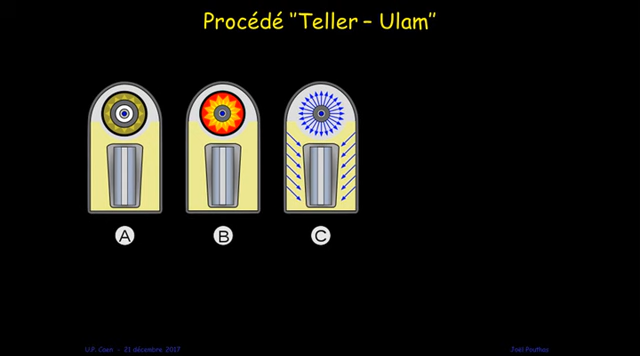 Procédé "Teller – Ulam"
A B C
U.P. Caen - 21 décembre 2017 Joël Pouthas